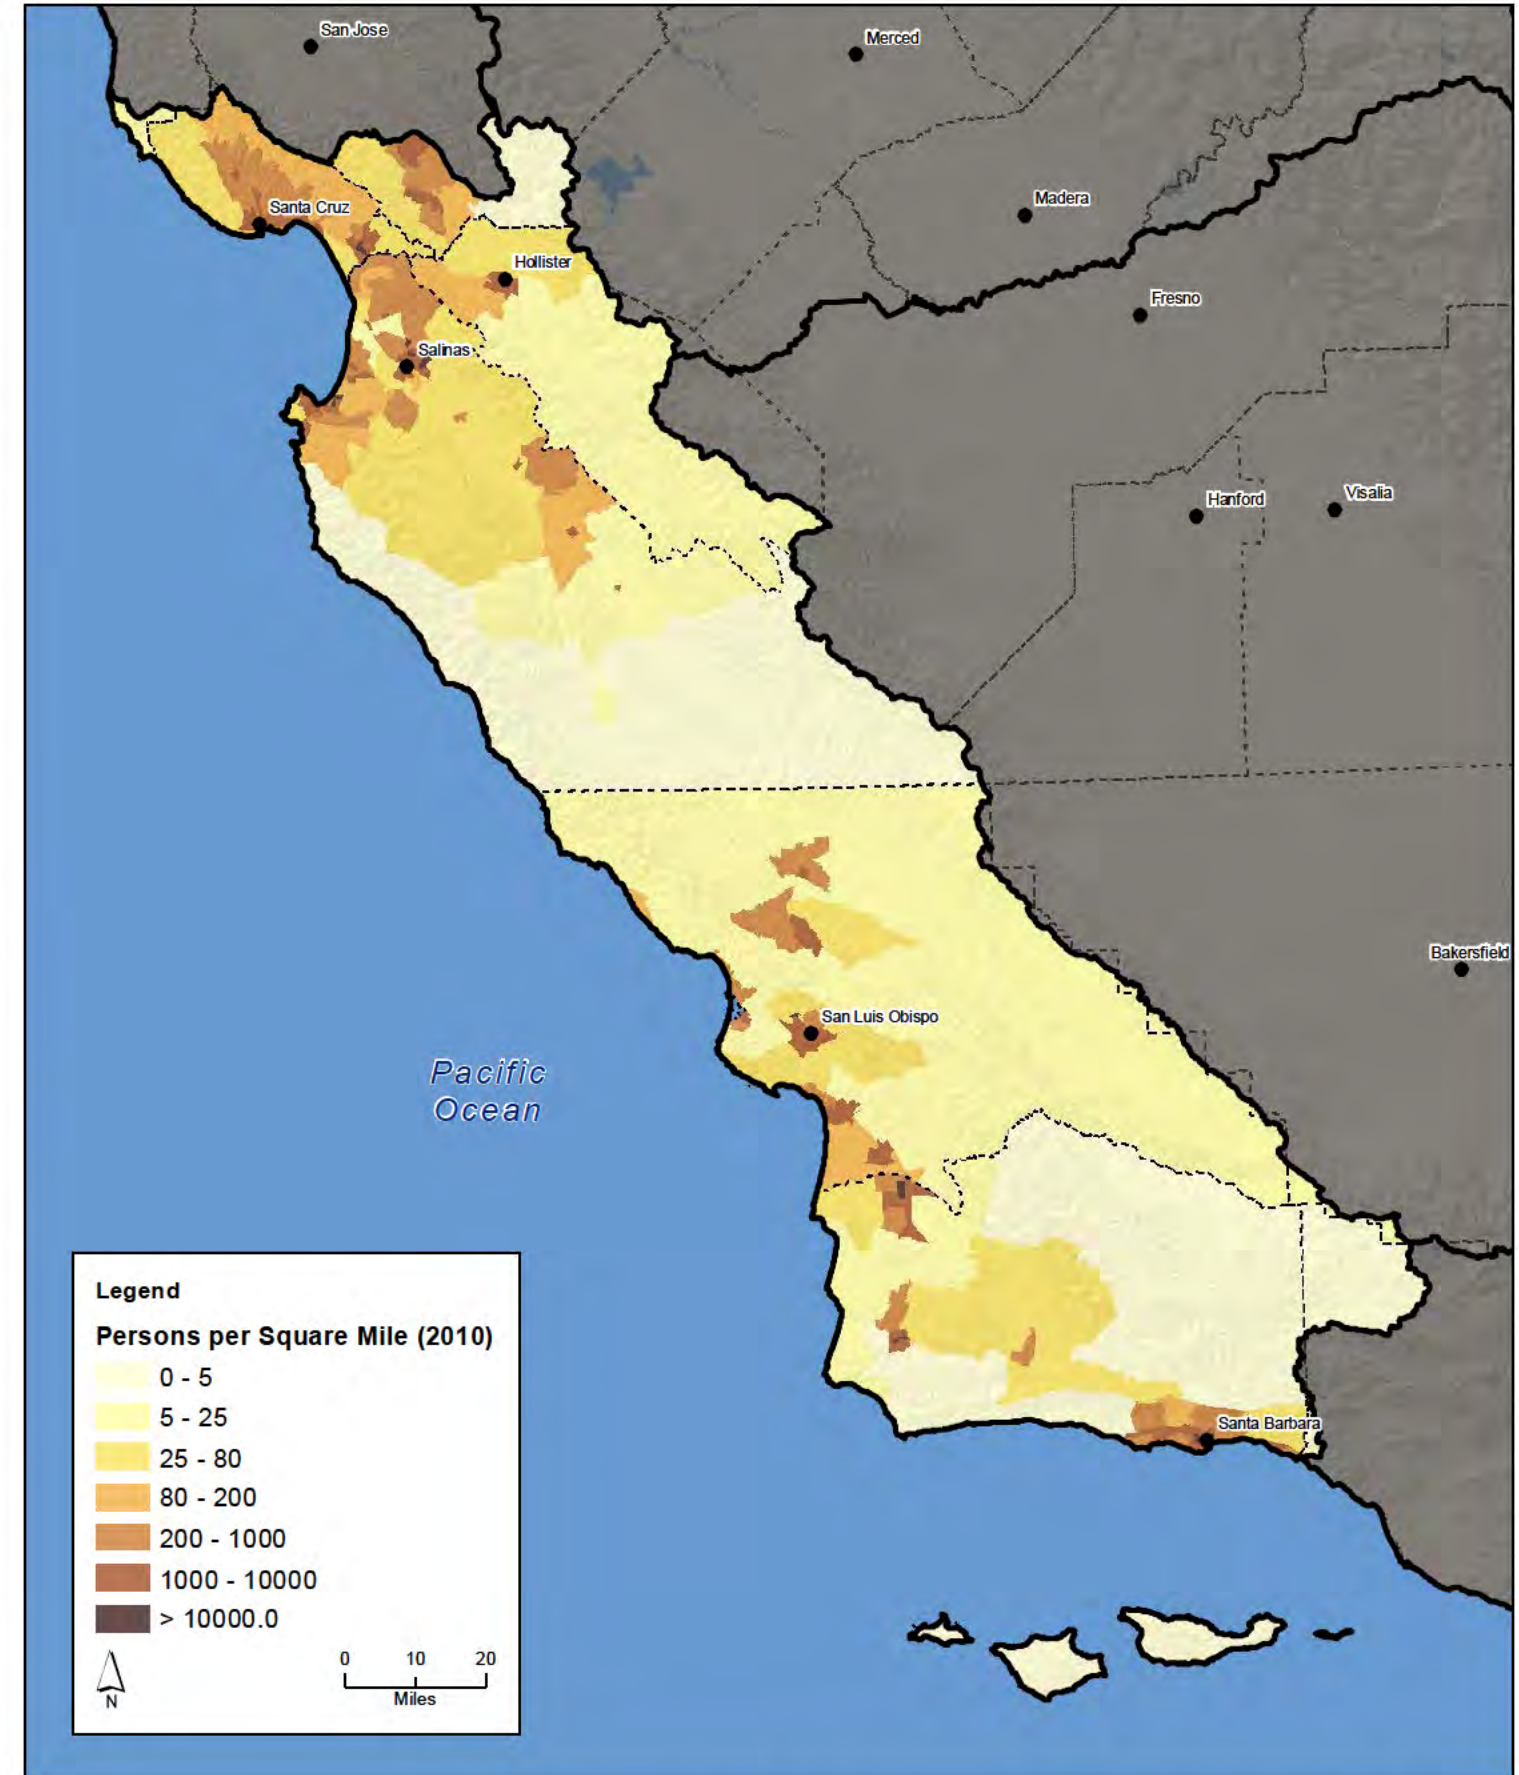 San Jose
Merced
Madera
Santa Cruz
Hollister
Fresno
Salinas
Hanford
Visalia
Bakersfield
San Luis Obispo
Pacific
Ocean
Santa Barbara
Legend
Persons per Square Mile (2010)
0 - 5
5 - 25
25 - 80
80 - 200
200 - 1000
1000 - 10000
> 10000.0
N
0 10 20
Miles